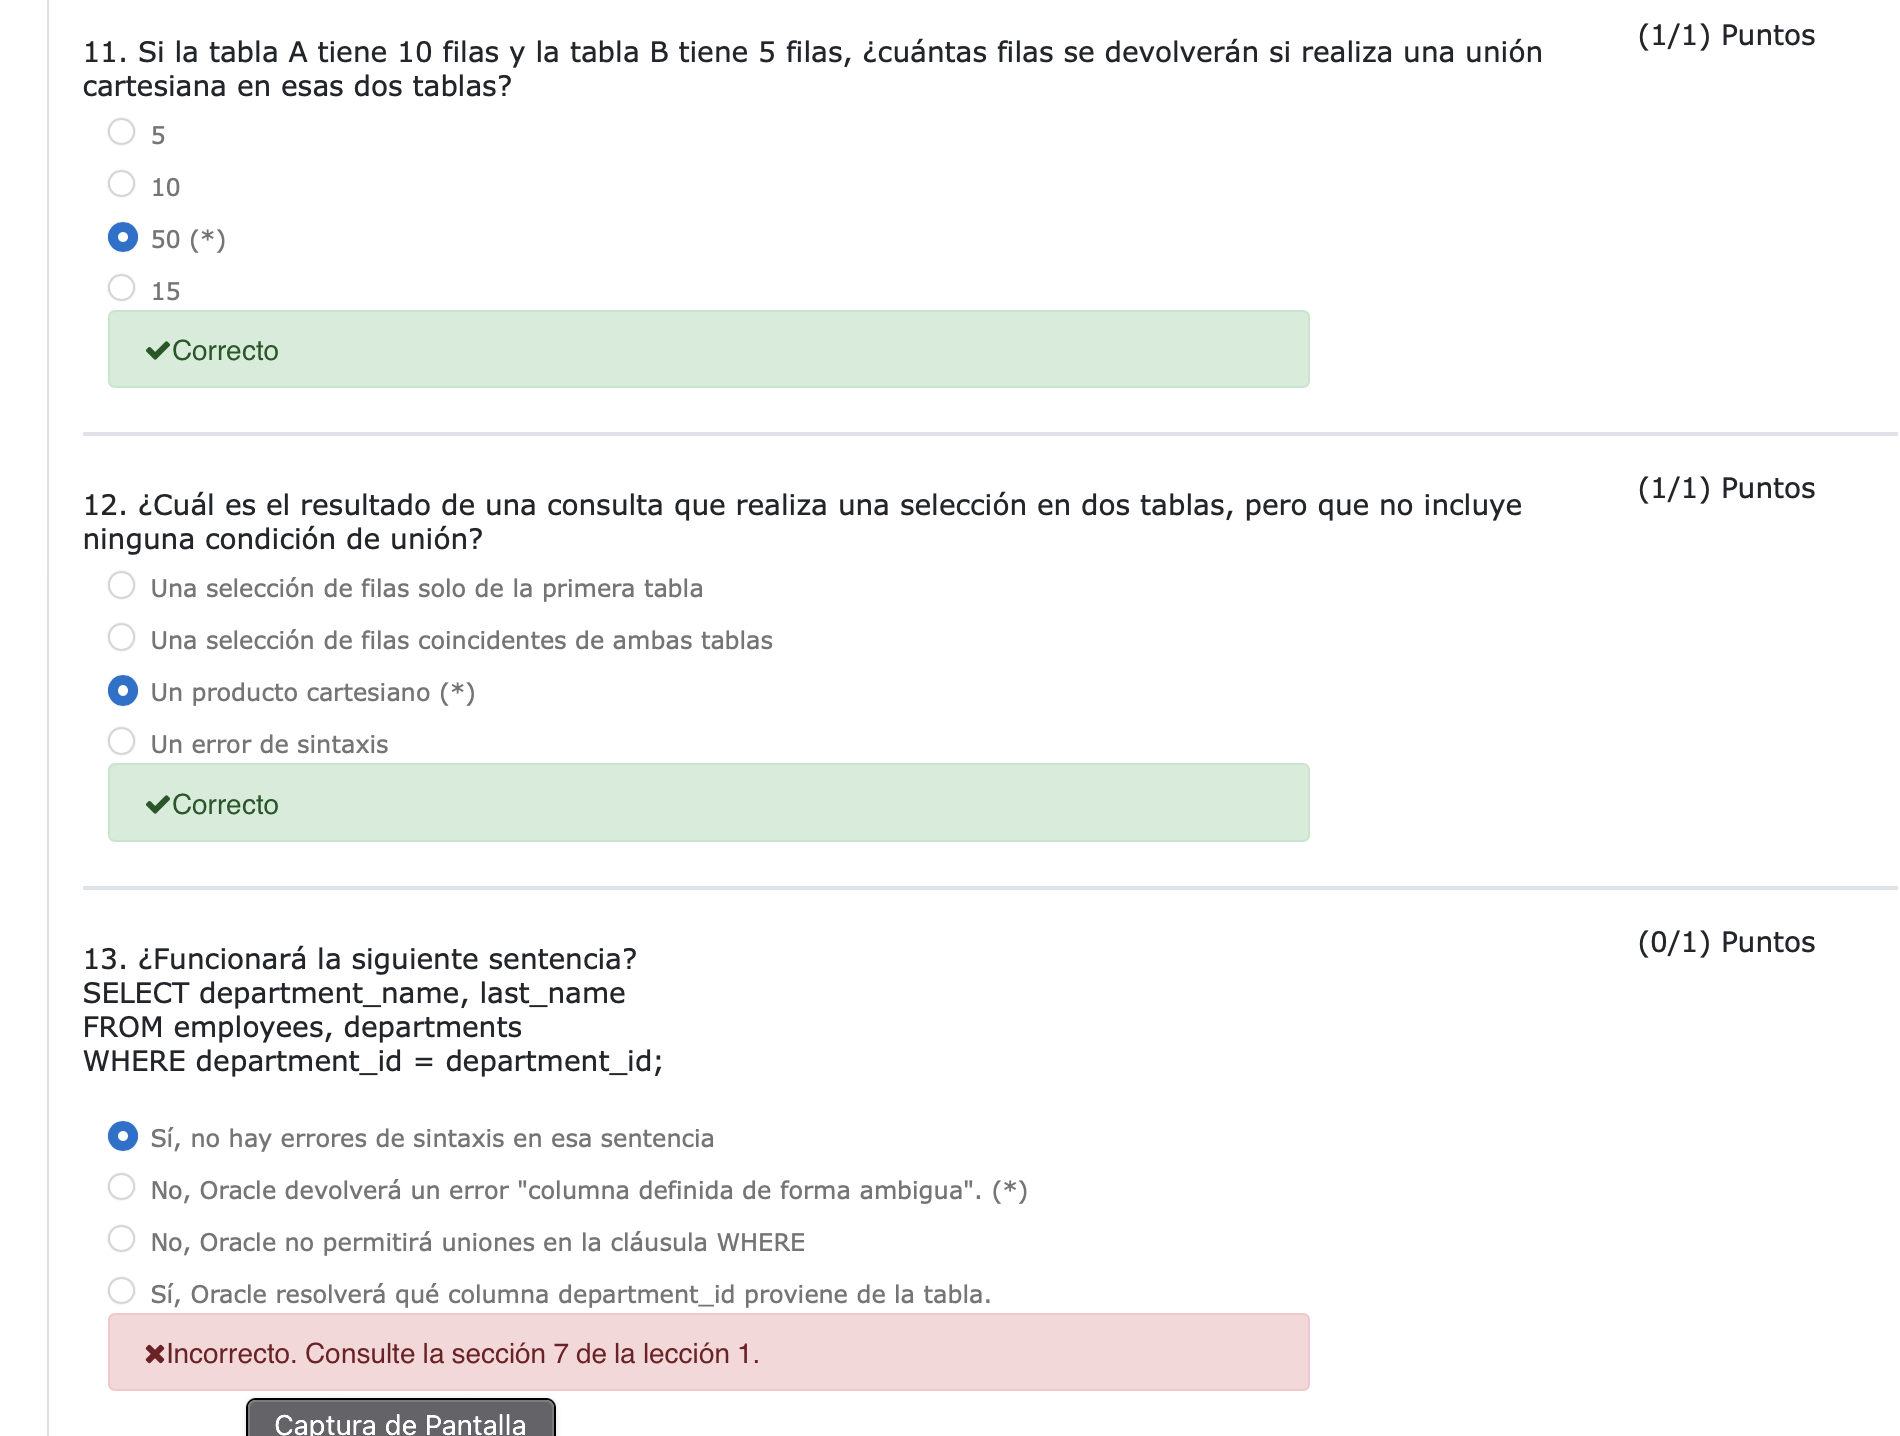 (1/1) Puntos
11. Si la tabla A tiene 10 filas y la tabla B tiene 5 filas, ¿cuántas filas se devolverán si realiza una unión
cartesiana en esas dos tablas?
5
10
50 (*)
15
✔Correcto
(1/1) Puntos
12. ¿Cuál es el resultado de una consulta que realiza una selección en dos tablas, pero que no incluye
ninguna condición de unión?
Una selección de filas solo de la primera tabla
Una selección de filas coincidentes de ambas tablas
Un producto cartesiano (*)
Un error de sintaxis
✔Correcto
(0/1) Puntos
13. ¿Funcionará la siguiente sentencia?
SELECT department_name, last_name
FROM employees, departments
WHERE department_id = department_id;
Sí, no hay errores de sintaxis en esa sentencia
No, Oracle devolverá un error "columna definida de forma ambigua". (*)
No, Oracle no permitirá uniones en la cláusula WHERE
Sí, Oracle resolverá qué columna department_id proviene de la tabla.
✖Incorrecto. Consulte la sección 7 de la lección 1.
Captura de Pantalla